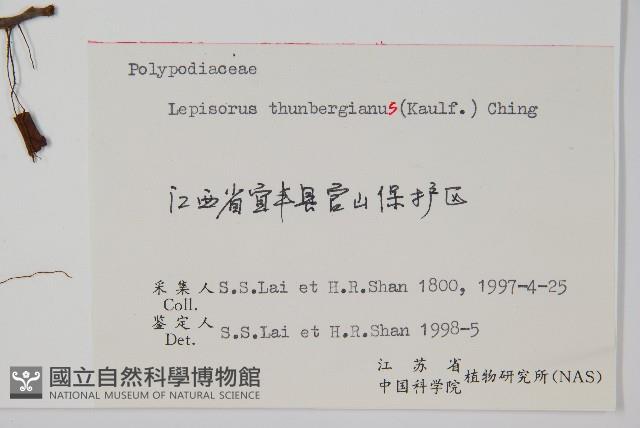 Polypodiaceae
Lepisorus thunbergianus (Kaulf.) Ching
江西省宜丰县官山保护区
采集人 S.S.Lai et H.R.Shan 1800, 1997-4-25
Coll.
鉴定人 S.S.Lai et H.R.Shan 1998-5
Det.
江苏省
中国科学院 植物研究所(NAS)
國立自然科學博物館
NATIONAL MUSEUM OF NATURAL SCIENCE